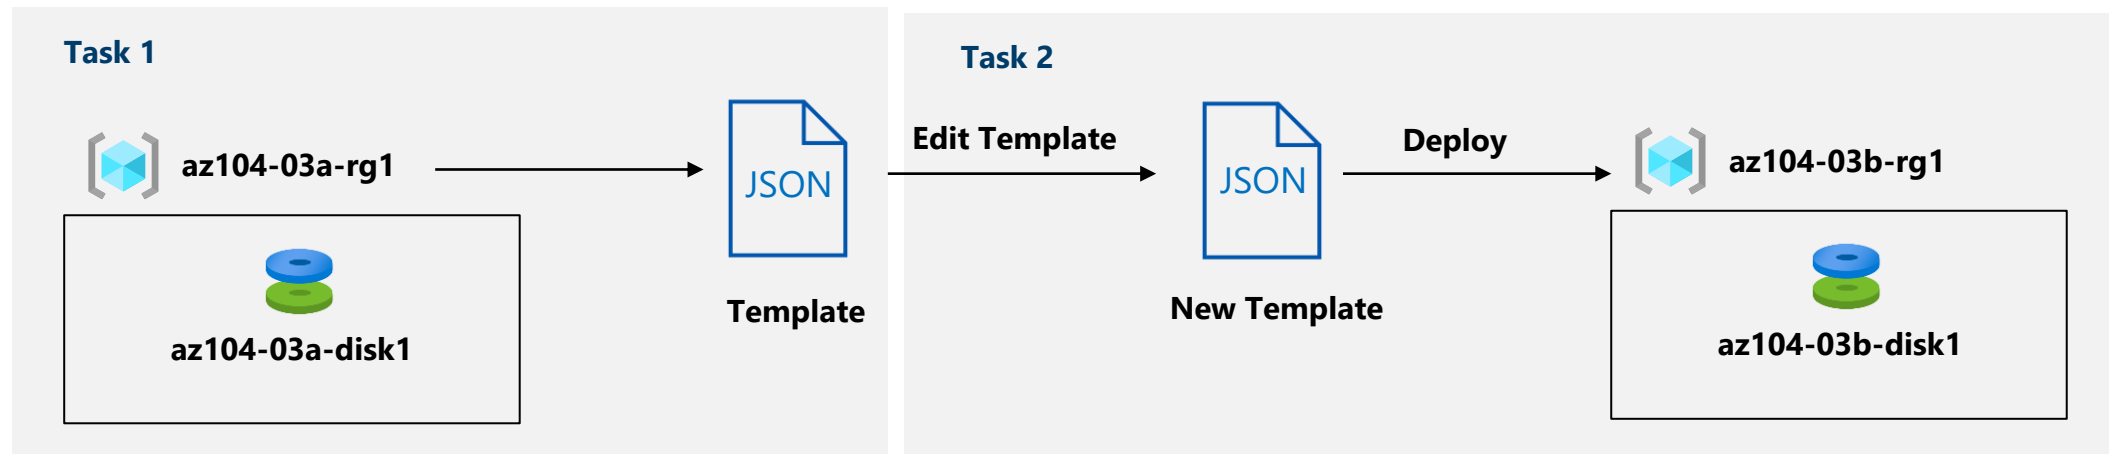 Task 1
az104-03a-rg1
az104-03a-disk1
JSON
Template
Task 2
Edit Template
JSON
New Template
Deploy
az104-03b-rg1
az104-03b-disk1